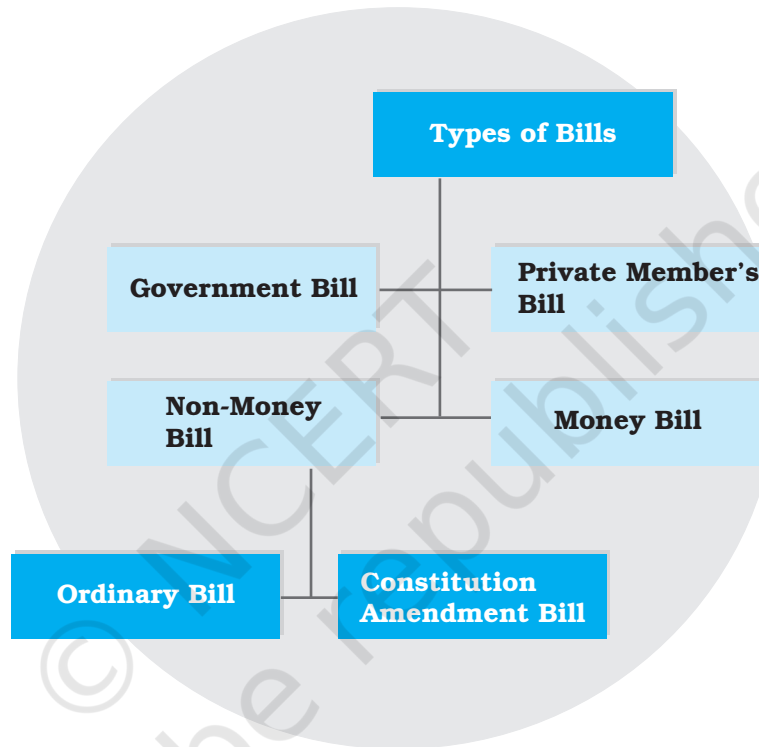 Types of Bills
Government Bill
Private Member's
Bill
Non-Money
Bill
Money Bill
Ordinary Bill
Constitution
Amendment Bill
© NCERT
be republishe